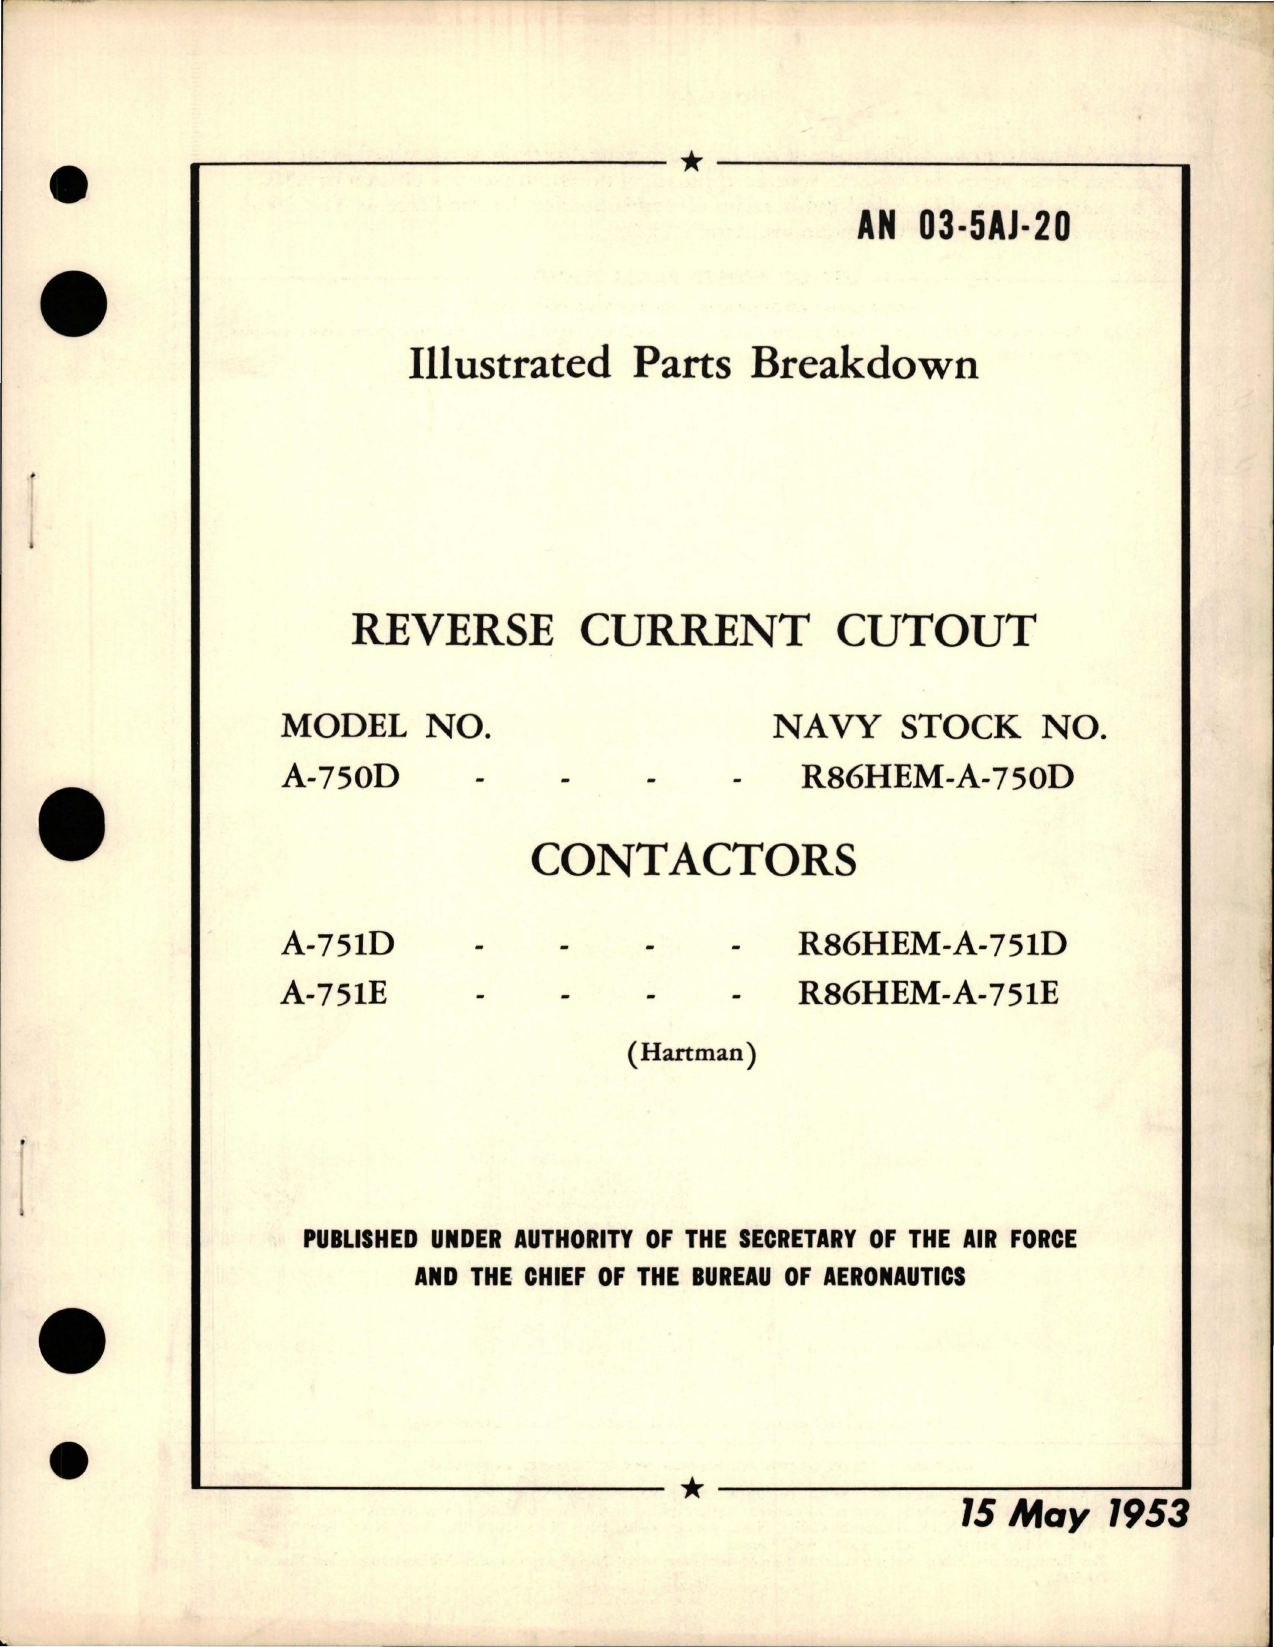 AN 03-5AJ-20
Illustrated Parts Breakdown
REVERSE CURRENT CUTOUT
MODEL NO. NAVY STOCK NO.
A-750D - - - - R86HEM-A-750D
CONTACTORS
A-751D - - - - R86HEM-A-751D
A-751E - - - - R86HEM-A-751E
(Hartman)
PUBLISHED UNDER AUTHORITY OF THE SECRETARY OF THE AIR FORCE
AND THE CHIEF OF THE BUREAU OF AERONAUTICS
15 May 1953